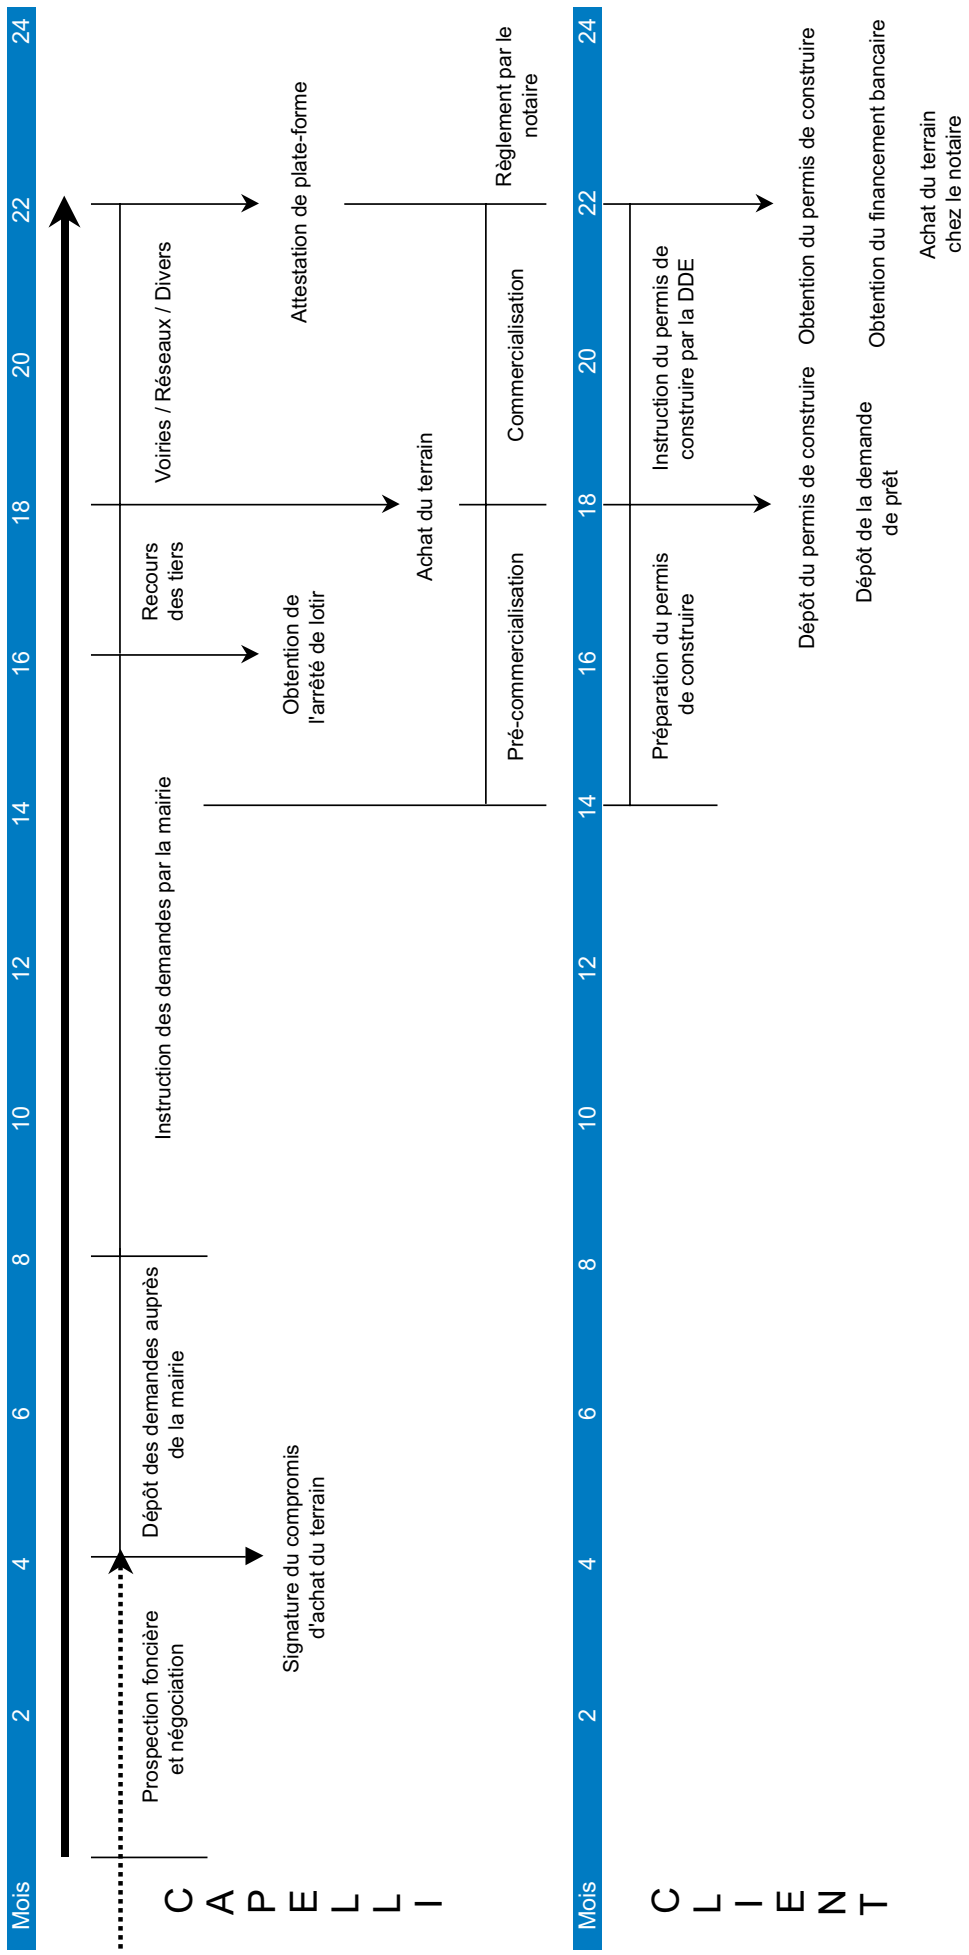 Mois 2 4 6 8 10 12 14 16 18 20 22 24
CAPELLI
Prospection foncière
et négociation
Dépôt des demandes auprès
de la mairie
Instruction des demandes par la mairie
Recours
des tiers
Voiries / Réseaux / Divers
Signature du compromis
d'achat du terrain
Obtention de
l'arrêté de lotir
Attestation de plate-forme
Achat du terrain
Pré-commercialisation
Commercialisation
Règlement par le
notaire
Mois 2 4 6 8 10 12 14 16 18 20 22 24
CLIENT
Préparation du permis
de construire
Instruction du permis de
construire par la DDE
Dépôt du permis de construire
Dépôt de la demande
de prêt
Obtention du permis de construire
Obtention du financement bancaire
Achat du terrain
chez le notaire